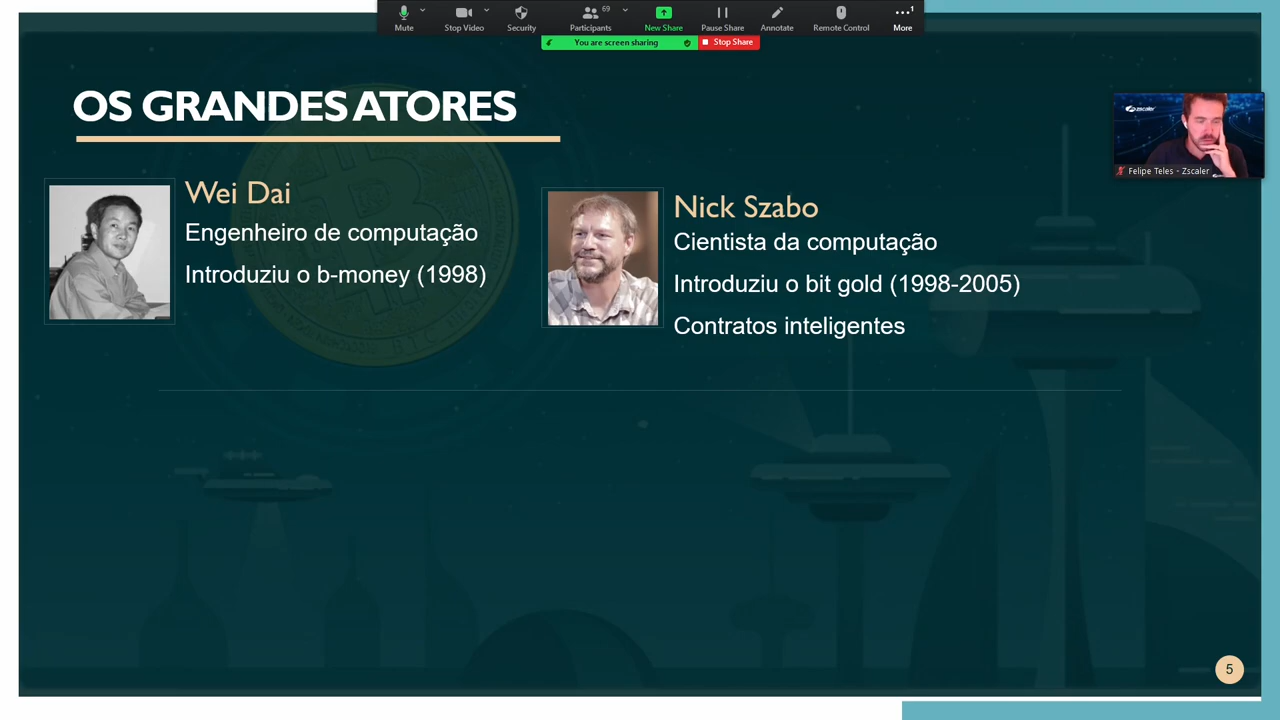 69
1
Mute
Stop Video
Security
Participants
New Share
Pause Share
Annotate
Remote Control
More
You are screen sharing
Stop Share
OS GRANDES ATORES
zscaler
Felipe Teles - Zscaler
Wei Dai
Engenheiro de computação
Introduziu o b-money (1998)
Nick Szabo
Cientista da computação
Introduziu o bit gold (1998-2005)
Contratos inteligentes
5